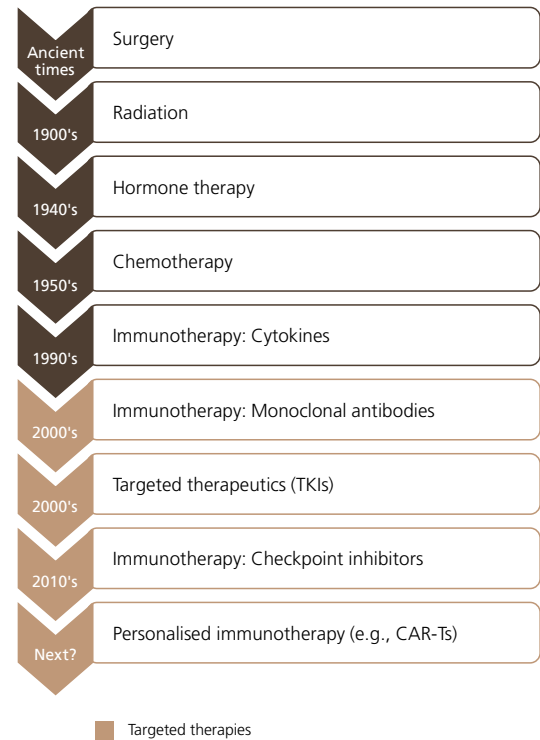 Ancient
times
Surgery
1900's
Radiation
1940's
Hormone therapy
1950's
Chemotherapy
1990's
Immunotherapy: Cytokines
2000's
Immunotherapy: Monoclonal antibodies
2000's
Targeted therapeutics (TKIs)
2010's
Immunotherapy: Checkpoint inhibitors
Next?
Personalised immunotherapy (e.g., CAR-Ts)
Targeted therapies